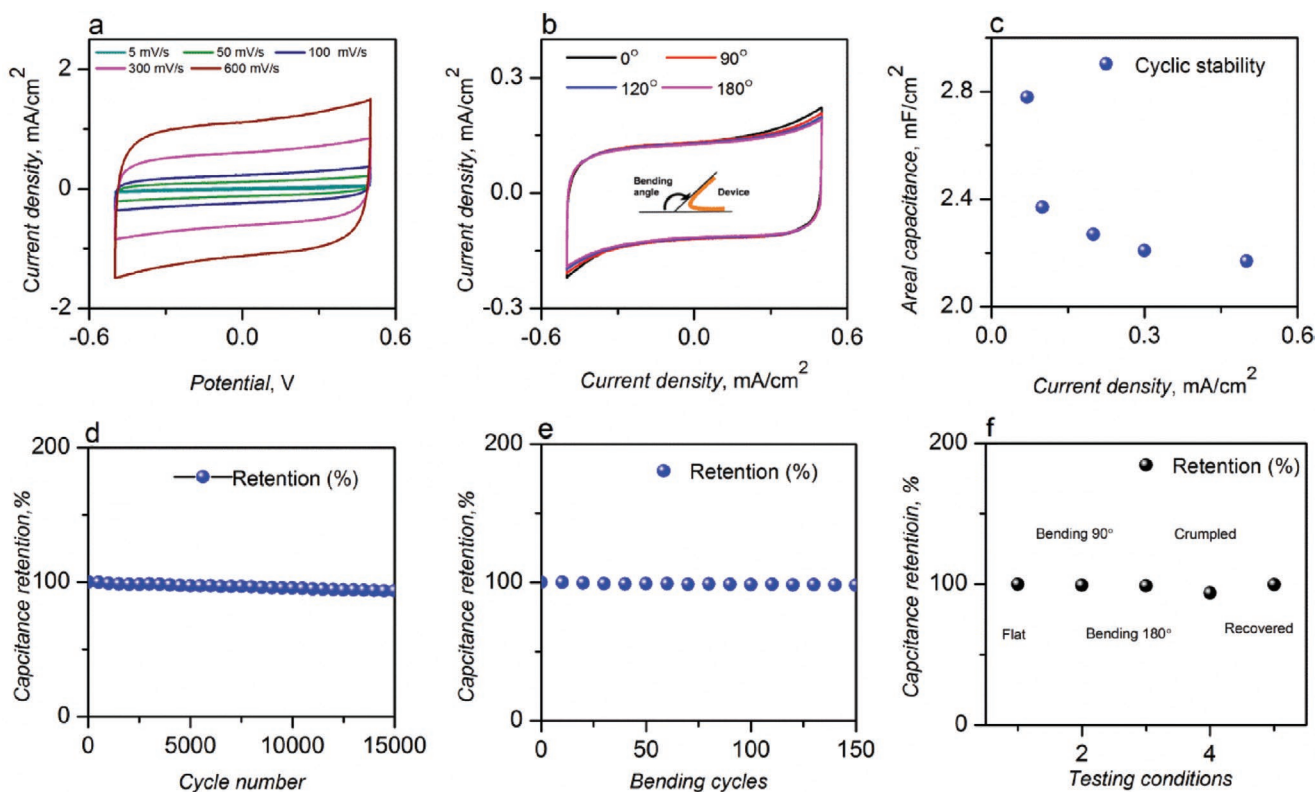 a
5 mV/s 50 mV/s 100 mV/s
300 mV/s 600 mV/s
Current density, mA/cm2
2
0
-2
-0.6 0.0 0.6
Potential, V
b
0o 90o
120o 180o
Current density, mA/cm2
0.3
0.0
-0.3
Bending
angle
Device
-0.6 0.0 0.6
Current density, mA/cm2
c
Cyclic stability
Areal capacitance, mF/cm2
2.8
2.4
2.0
0.0 0.3 0.6
Current density, mA/cm2
d
Retention (%)
Capcitance retention,%
200
100
0
0 5000 10000 15000
Cycle number
e
Retention (%)
Capcitance retention,%
200
100
0
0 50 100 150
Bending cycles
f
Retention (%)
Capcitance retentioin, %
200
100
0
Bending 90° Crumpled
Flat Bending 180° Recovered
2 4
Testing conditions